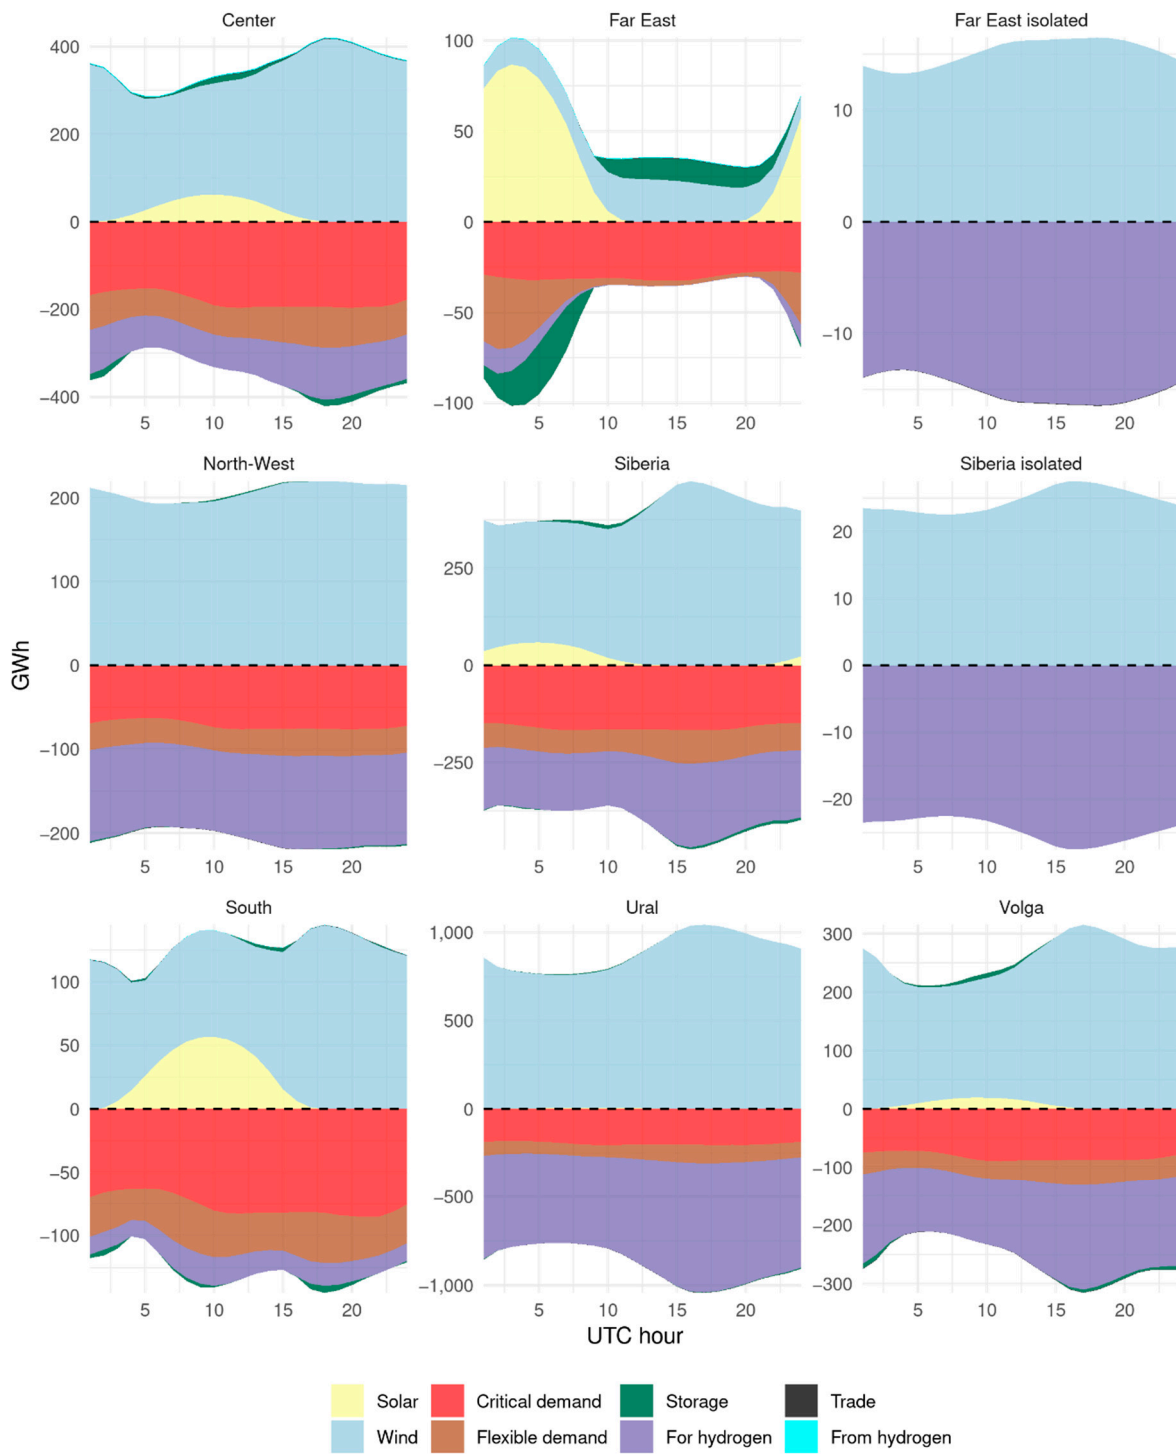 Center
Far East
Far East isolated
400
200
0
−200
−400
100
50
0
−50
−100
10
0
−10
5 10 15 20
5 10 15 20
5 10 15 20
North-West
Siberia
Siberia isolated
200
100
0
−100
−200
250
0
−250
20
10
0
−10
−20
5 10 15 20
5 10 15 20
5 10 15 20
South
Ural
Volga
100
50
0
−50
−100
1,000
500
0
−500
−1,000
300
200
100
0
−100
−200
−300
5 10 15 20
5 10 15 20
5 10 15 20
GWh
UTC hour
Solar
Critical demand
Storage
Trade
Wind
Flexible demand
For hydrogen
From hydrogen